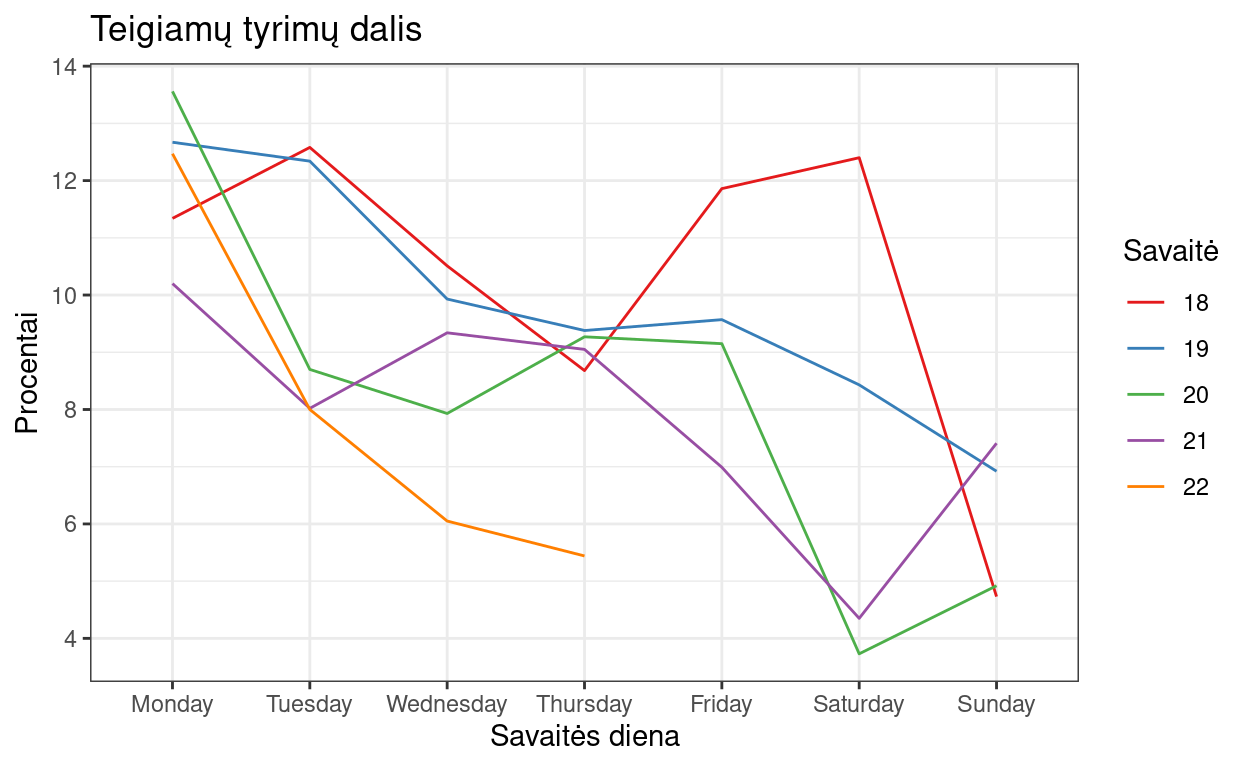 Teigiamų tyrimų dalis
Procentai
14
12
10
8
6
4
Monday Tuesday Wednesday Thursday Friday Saturday Sunday
Savaitės diena
Savaitė
18
19
20
21
22